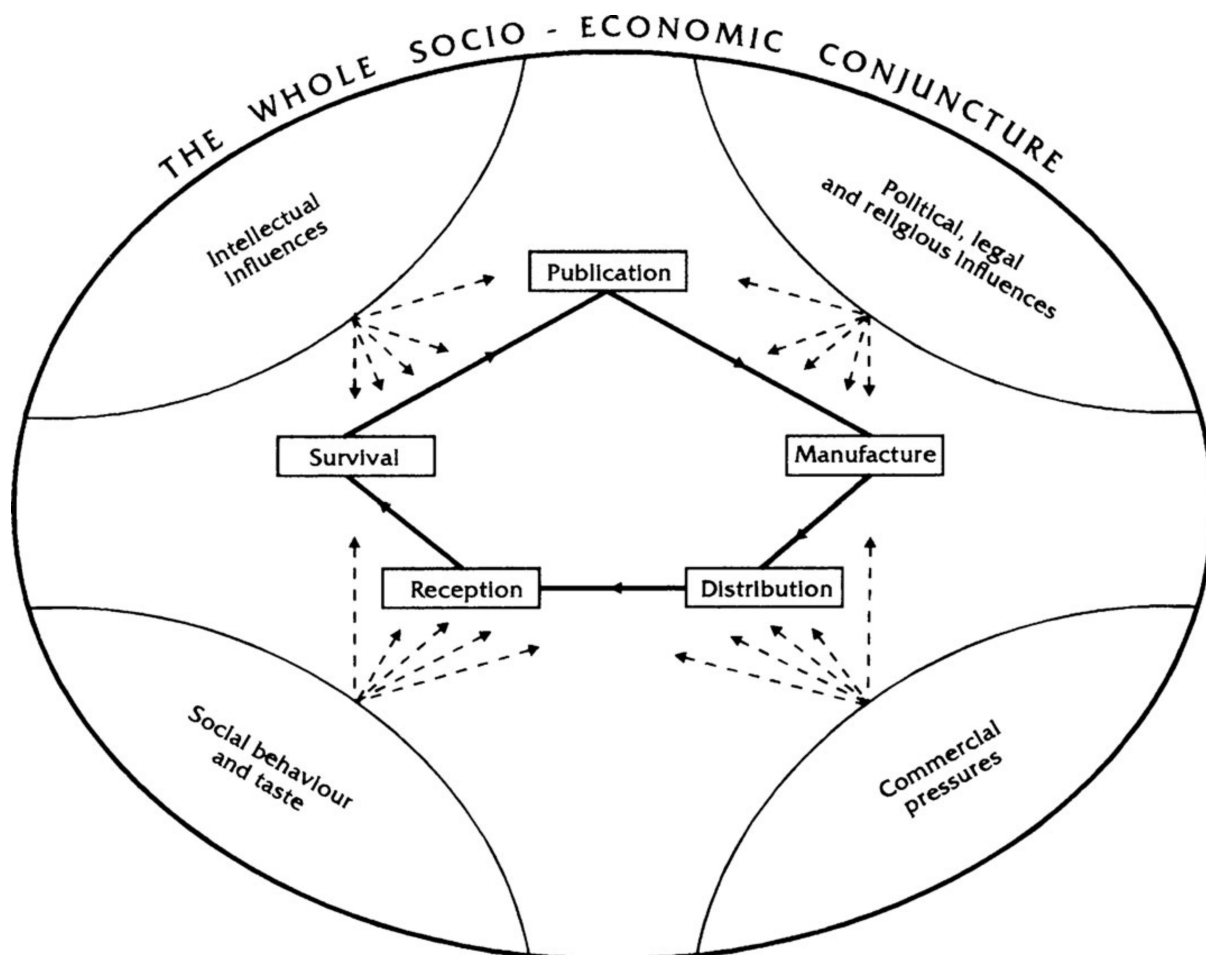 THE WHOLE SOCIO - ECONOMIC CONJUNCTURE
Intellectual
influences
Political, legal
and religious influences
Publication
Survival
Manufacture
Reception
Distribution
Social behaviour
and taste
Commercial
pressures